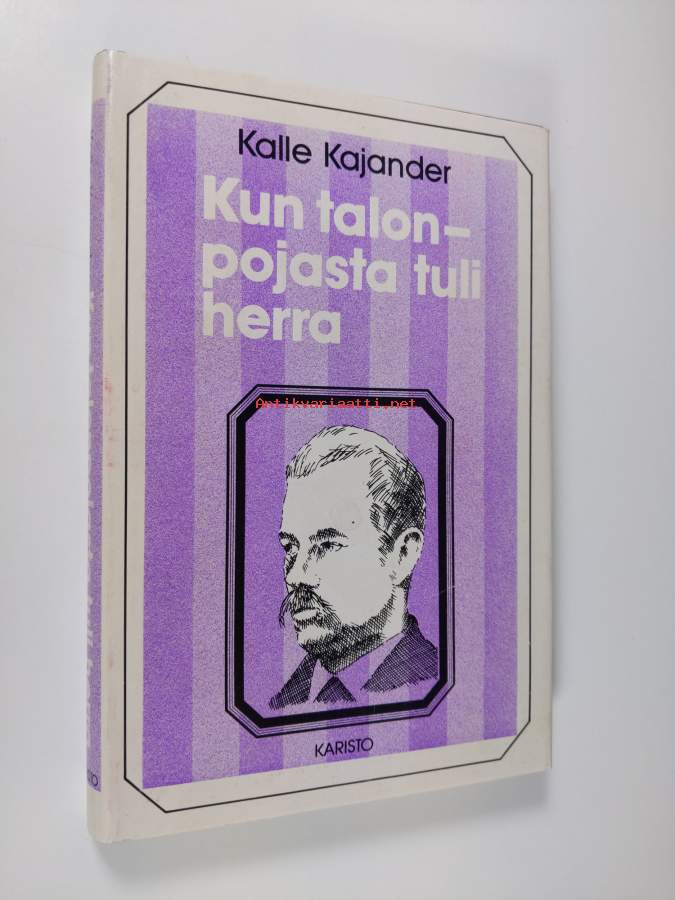 Kalle Kajander
Kun talon-
pojasta tuli
herra
Antikvariaatti.net
KARISTO